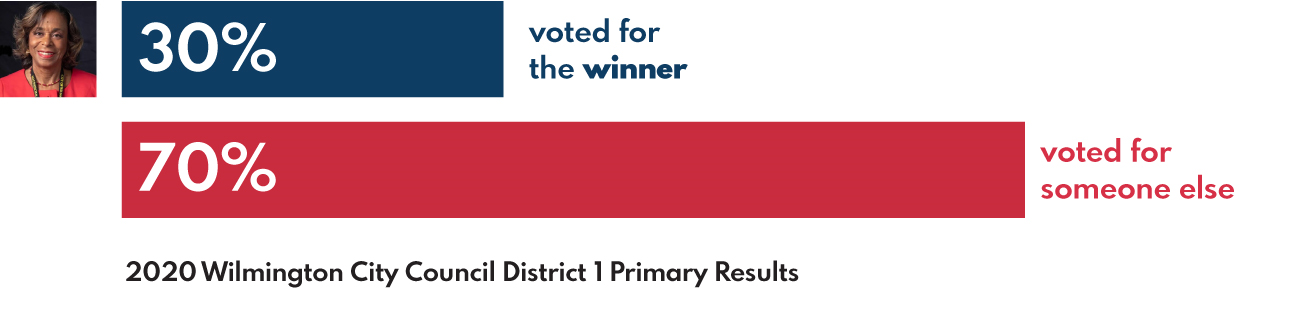 30%
voted for
the winner
70%
voted for
someone else
2020 Wilmington City Council District 1 Primary Results